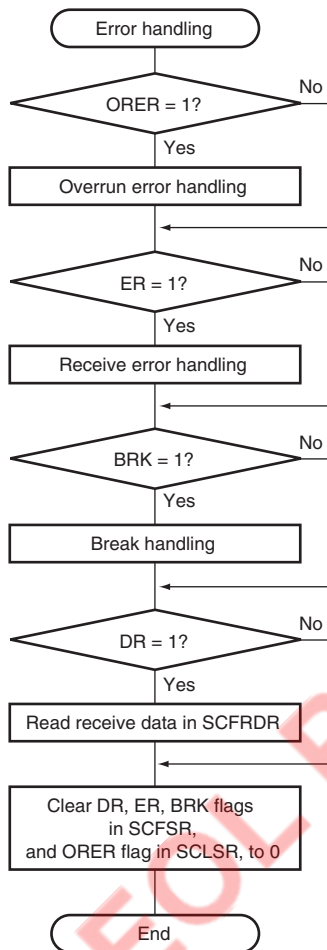 Error handling
ORER = 1?
No
Yes
Overrun error handling
ER = 1?
No
Yes
Receive error handling
BRK = 1?
No
Yes
Break handling
DR = 1?
No
Yes
Read receive data in SCFRDR
Clear DR, ER, BRK flags
in SCFSR,
and ORER flag in SCLSR, to 0
End